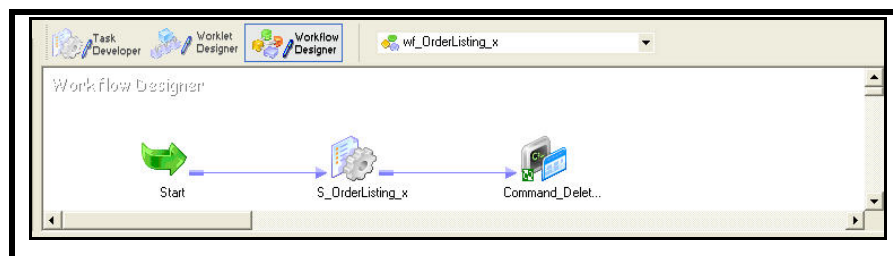 Task Developer
Worklet Designer
Workflow Designer
wf_OrderListing_x
Workflow Designer
Start
S_OrderListing_x
Command_Delet...